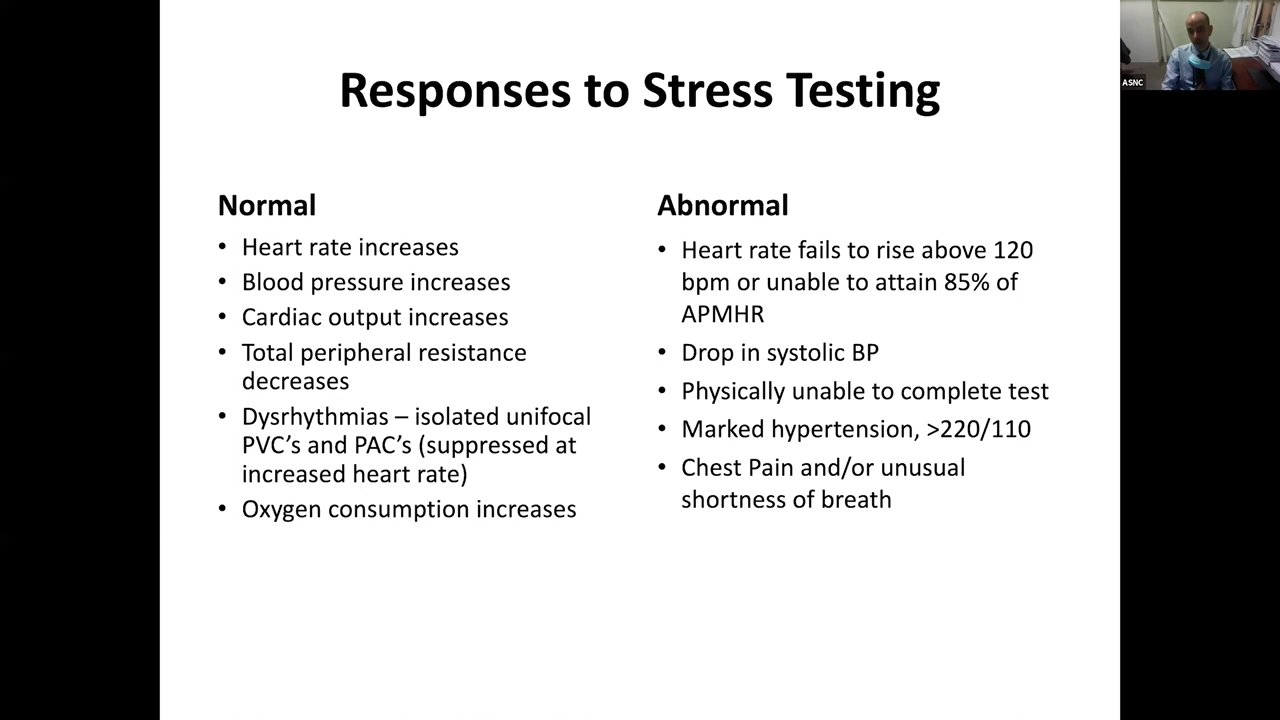 Responses to Stress Testing
Normal
• Heart rate increases
• Blood pressure increases
• Cardiac output increases
• Total peripheral resistance
decreases
• Dysrhythmias – isolated unifocal
PVC’s and PAC’s (suppressed at
increased heart rate)
• Oxygen consumption increases
Abnormal
• Heart rate fails to rise above 120
bpm or unable to attain 85% of
APMHR
• Drop in systolic BP
• Physically unable to complete test
• Marked hypertension, >220/110
• Chest Pain and/or unusual
shortness of breath
ASNC